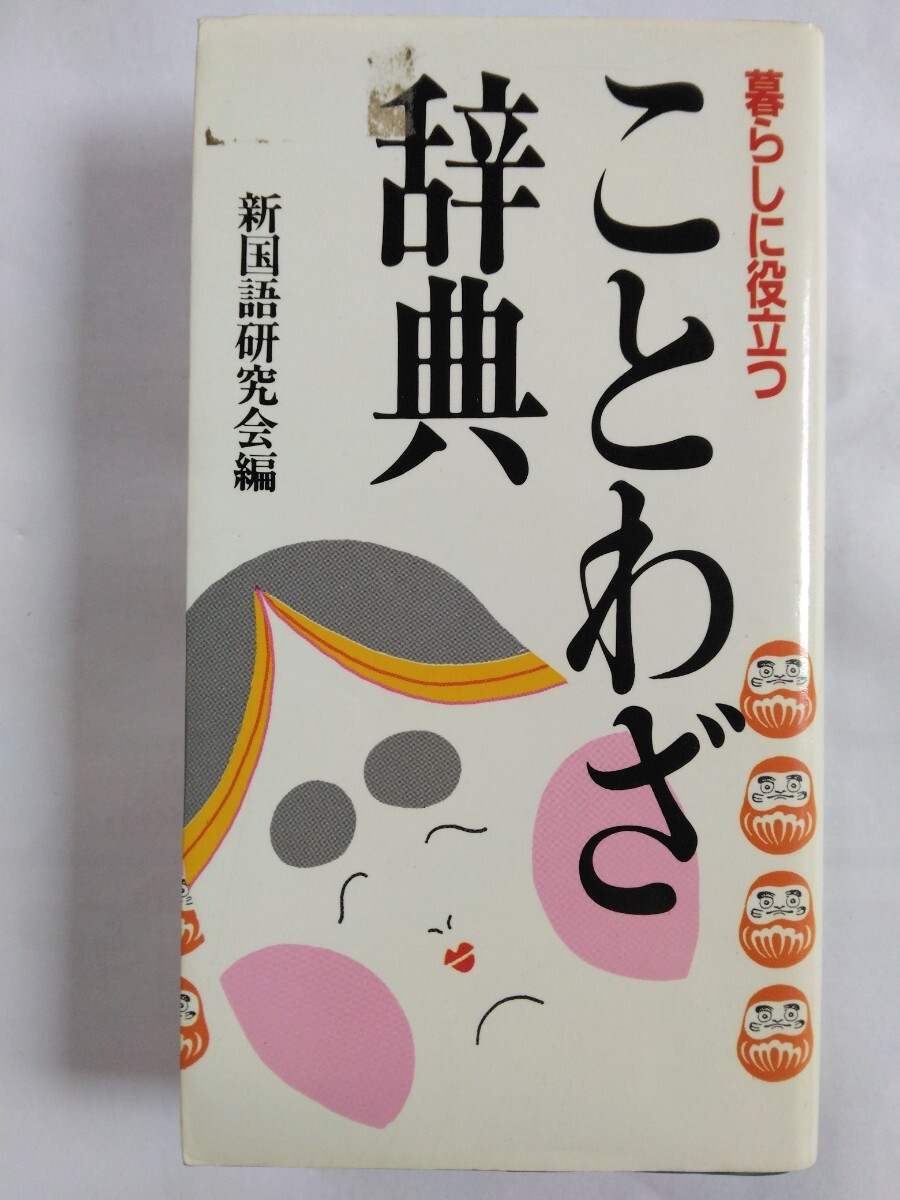 暮らしに役立つ
ことわざ
辞典
新国語研究会編